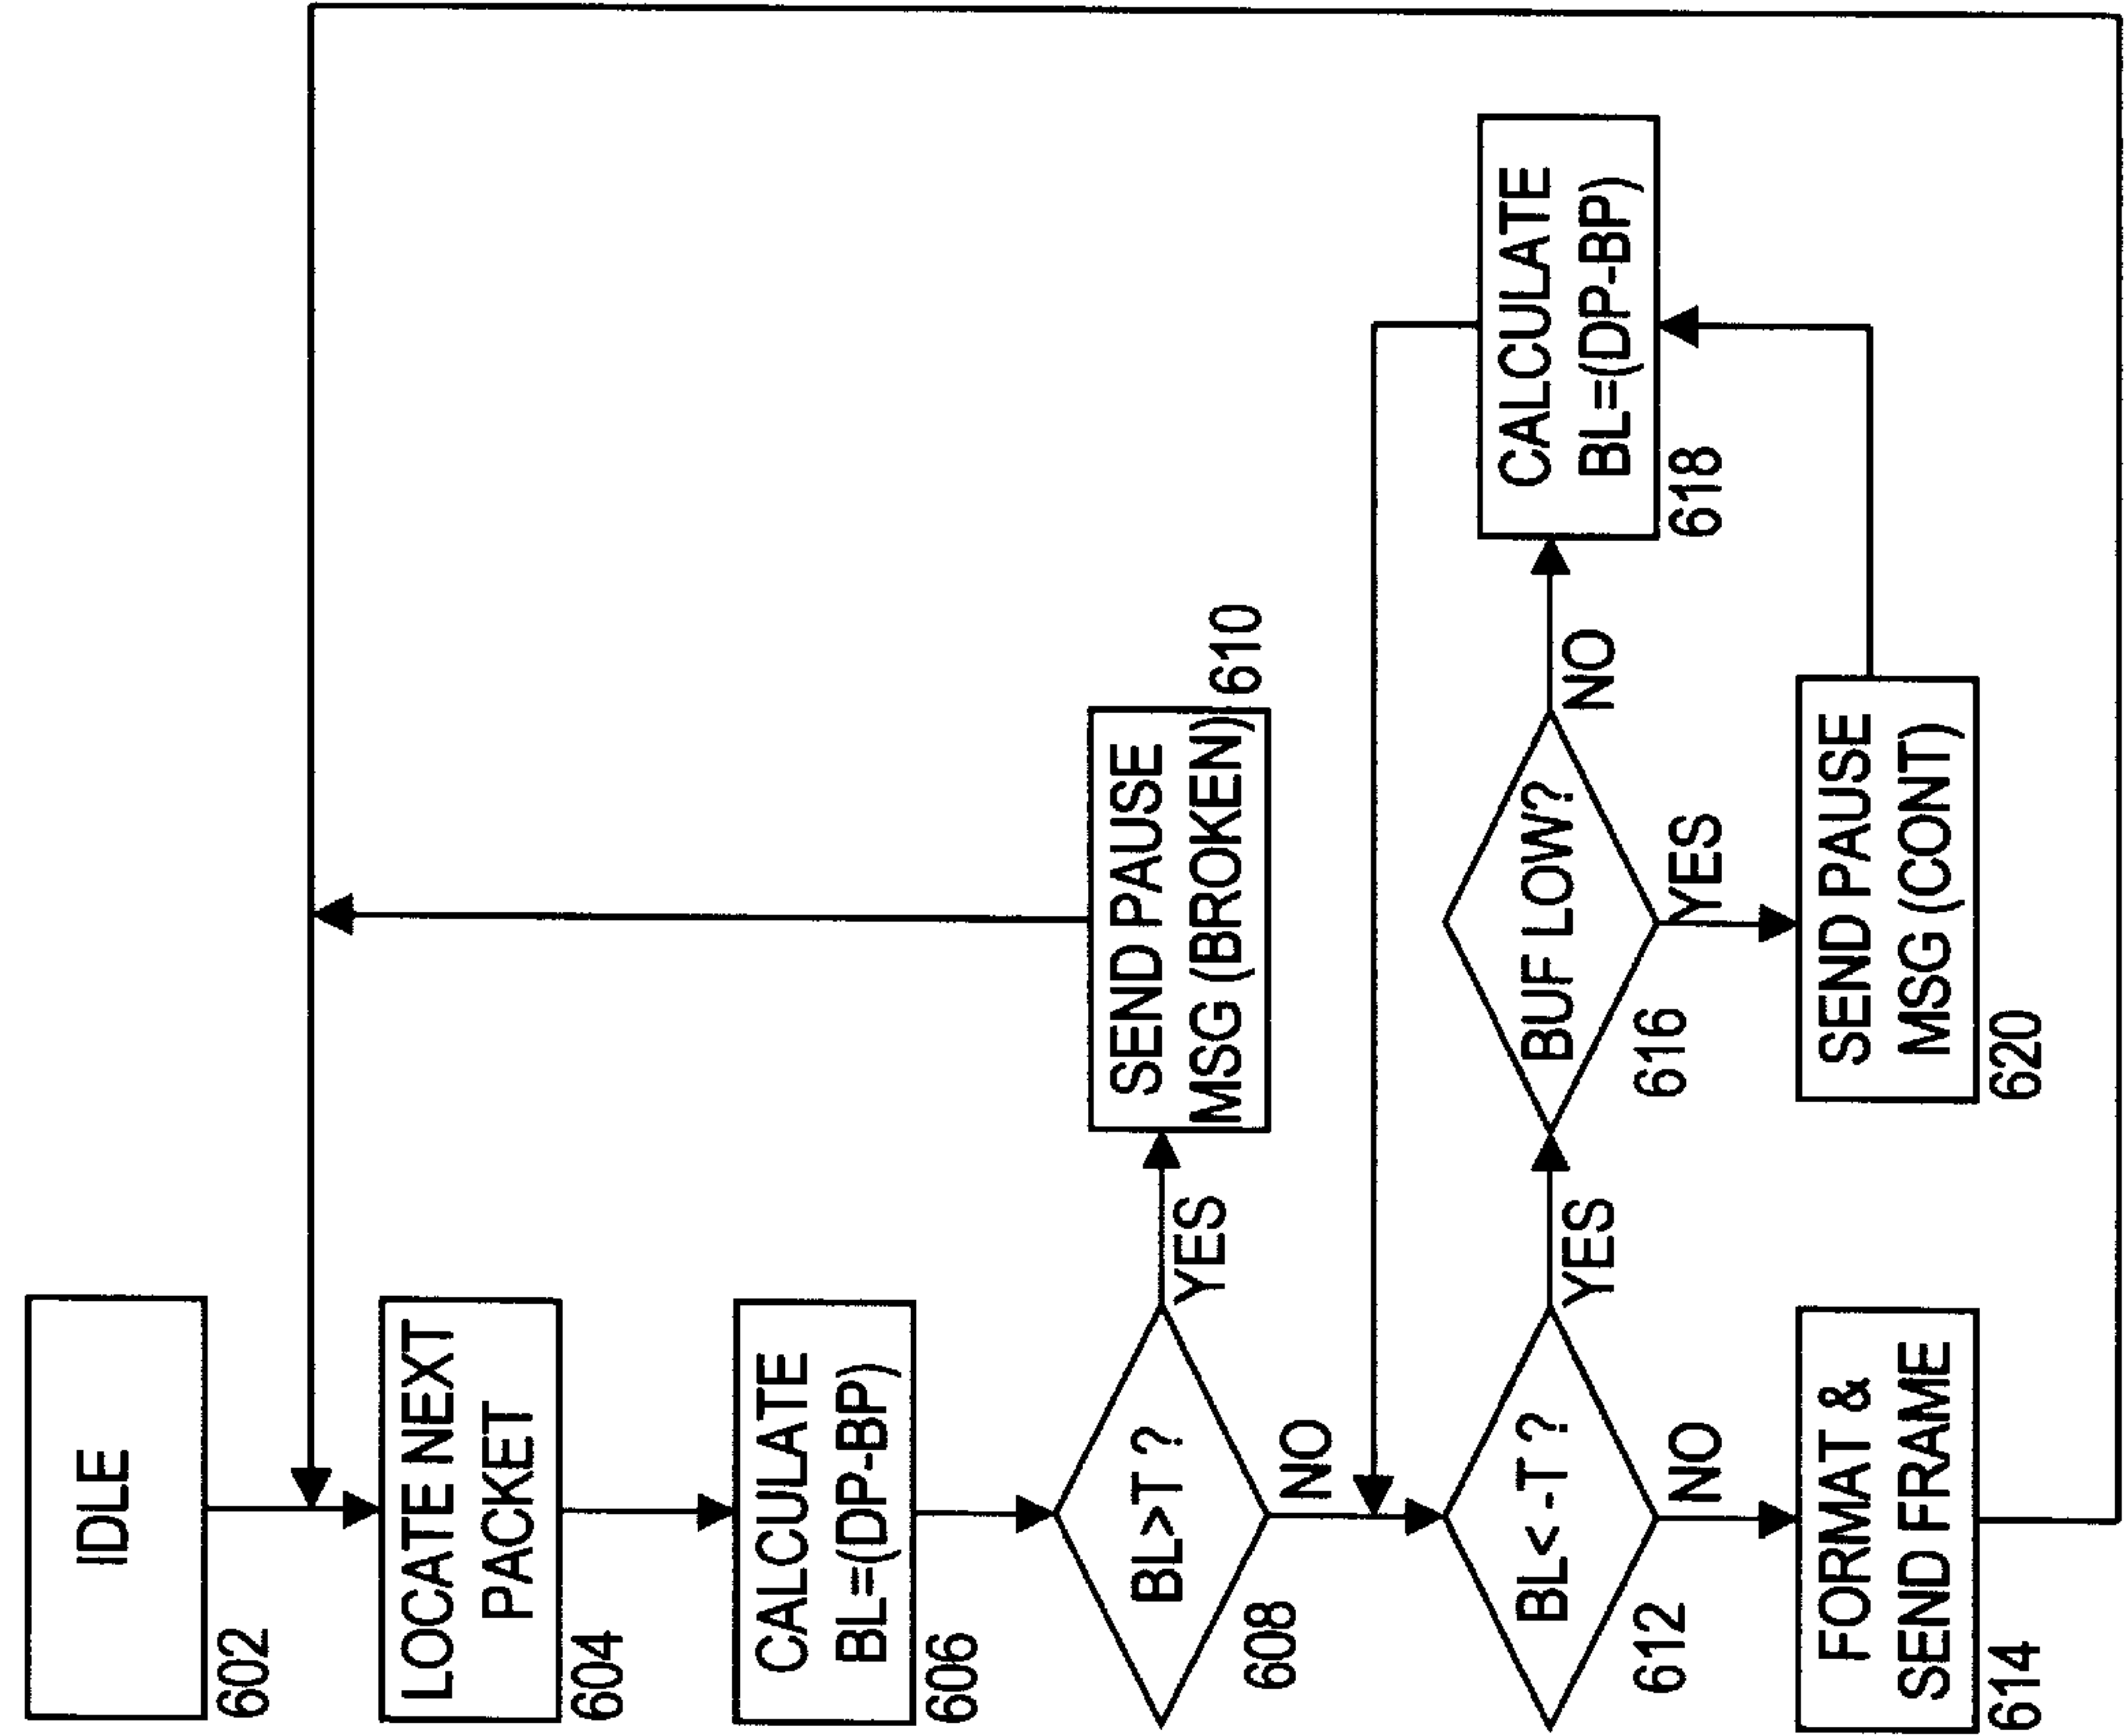 IDLE
602
LOCATE NEXT
PACKET
604
CALCULATE
BL=(DP-BP)
606
BL>T ?
608
YES
NO
SEND PAUSE
MSG (BROKEN)
610
BL< -T ?
612
YES
NO
FORMAT &
SEND FRAME
614
BUF LOW?
616
NO
YES
CALCULATE
BL=(DP-BP)
618
SEND PAUSE
MSG (CONT)
620